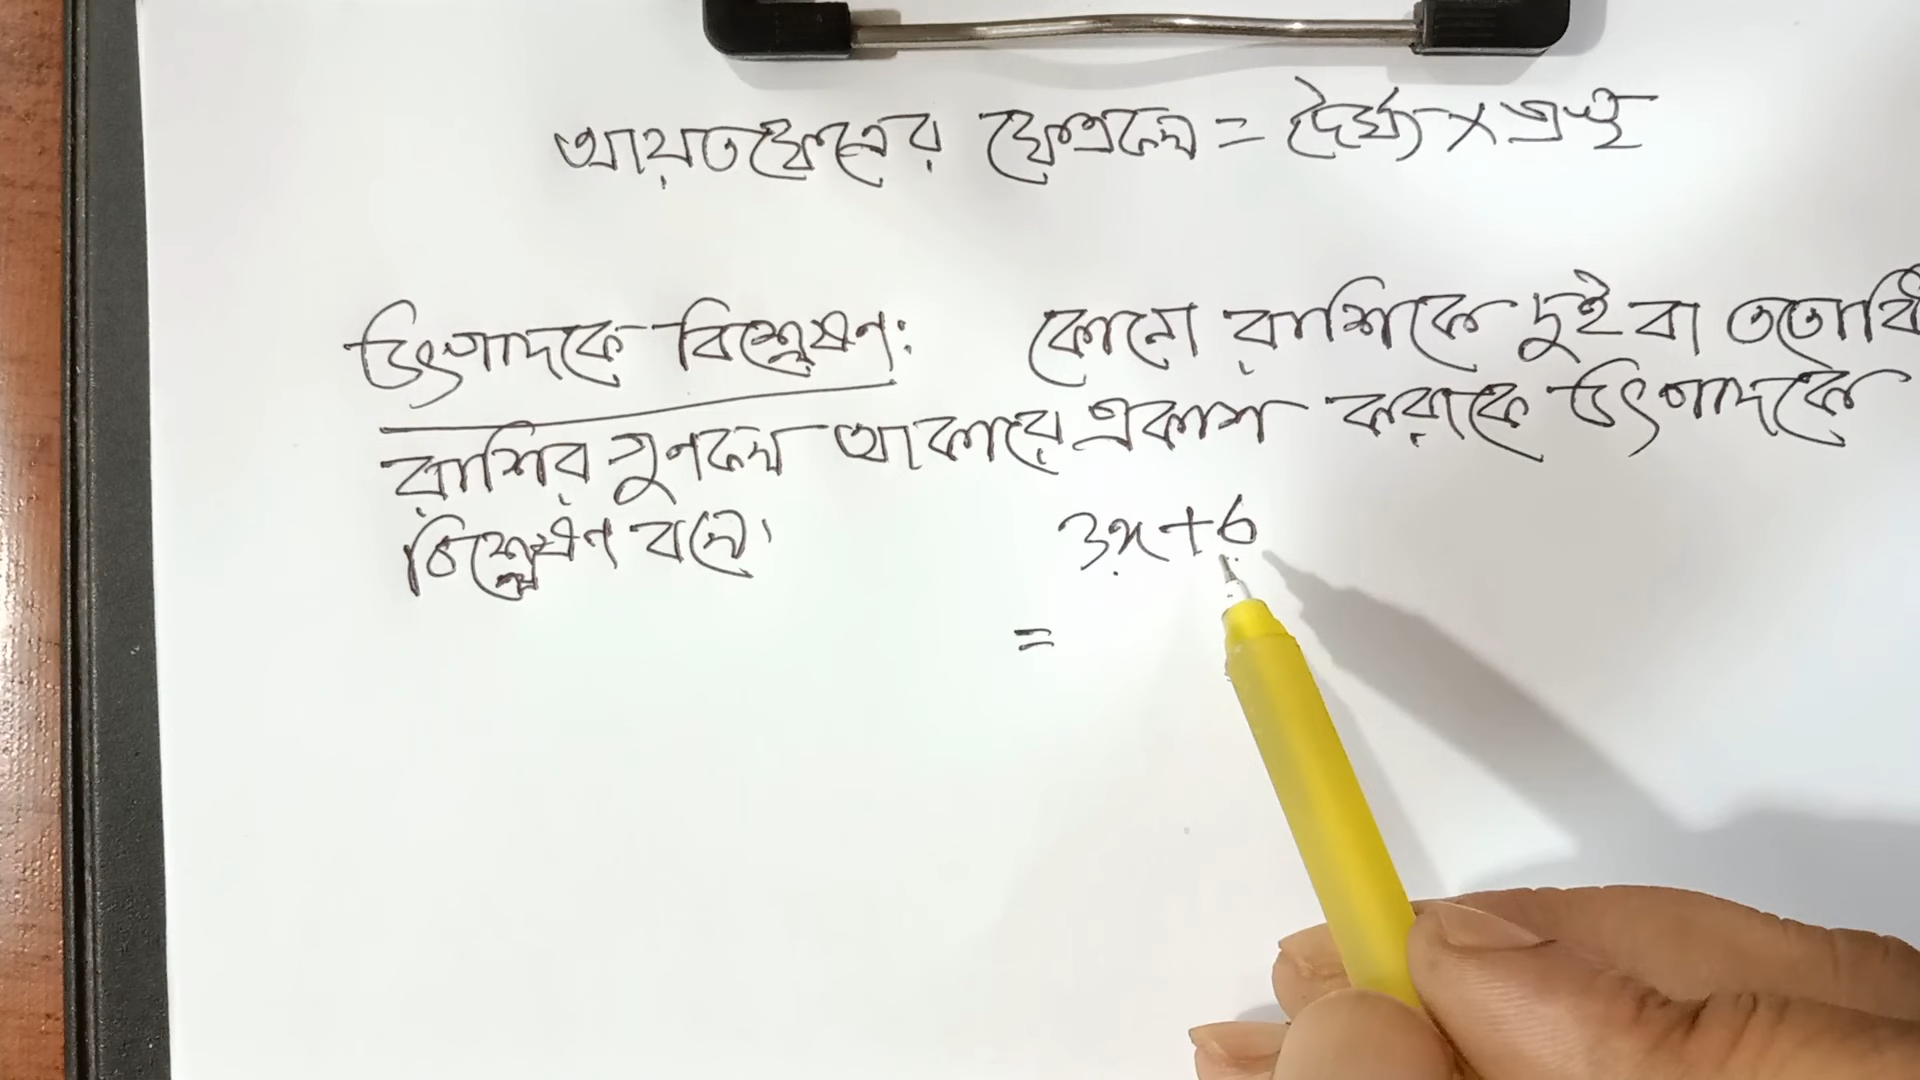 আয়তক্ষেত্রের ক্ষেত্রফল = দৈর্ঘ্য × প্রস্থ
উৎপাদকে বিশ্লেষণ: কোনো রাশিকে দুই বা ততোধি
রাশির গুণফল আকারে প্রকাশ করাকে উৎপাদকে
বিশ্লেষণ বলে।
3x+6
=